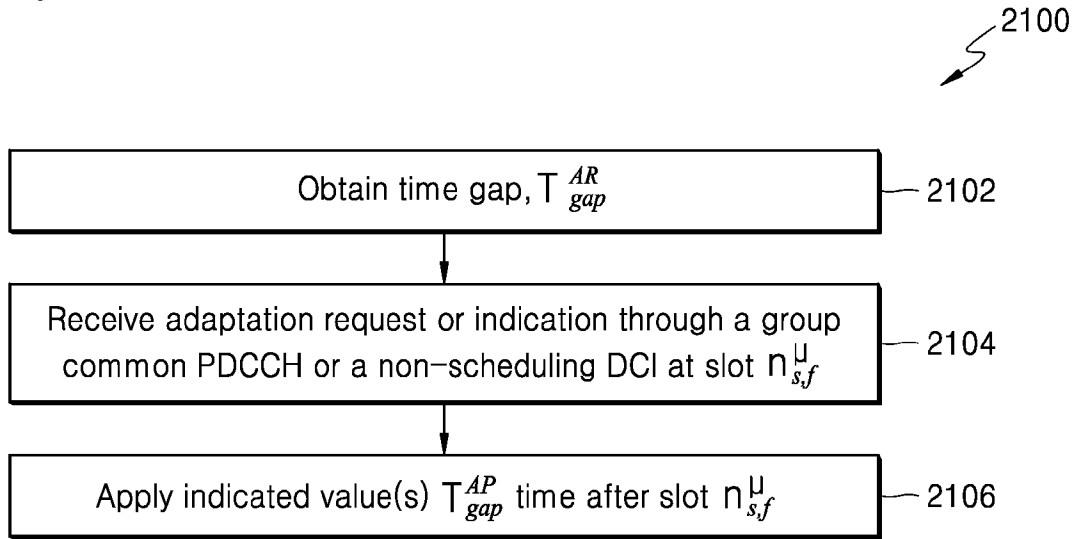 2100
Obtain time gap, T^{AR}_{gap}
2102
Receive adaptation request or indication through a group
common PDCCH or a non-scheduling DCI at slot n^{μ}_{s,f}
2104
Apply indicated value(s) T^{AP}_{gap} time after slot n^{μ}_{s,f}
2106